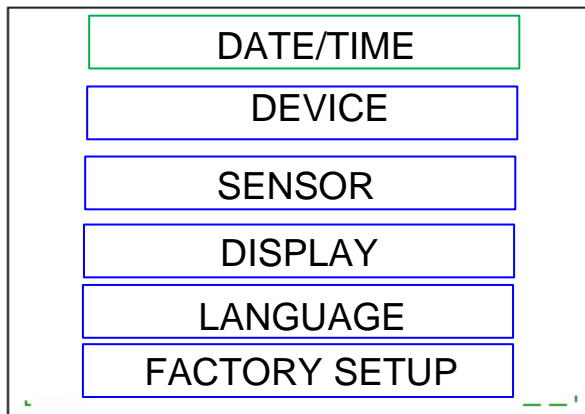 DATE/TIME
DEVICE
SENSOR
DISPLAY
LANGUAGE
FACTORY SETUP